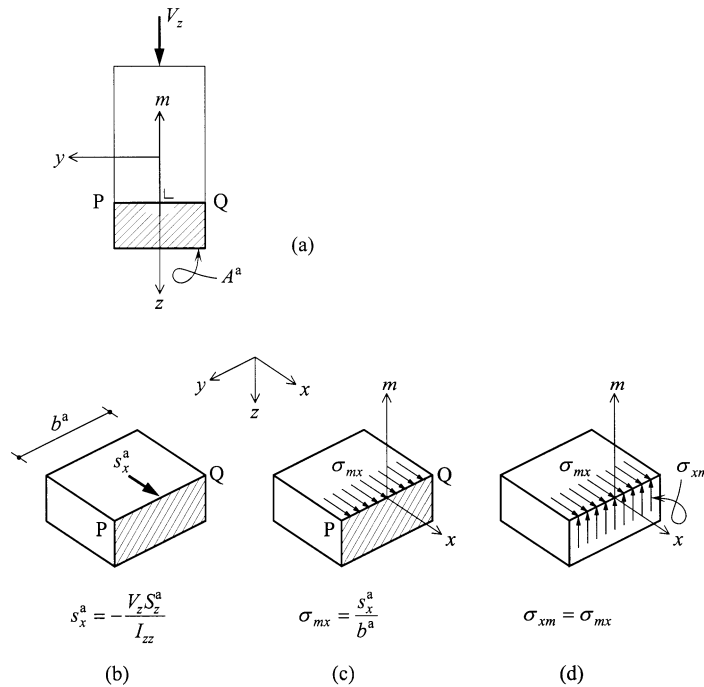 V_z
m
y
P Q
(a)
A^a
z
y z x
b^a
s_x^a
Q
P
m
σ_mx
Q
P
x
m
σ_mx σ_xm
x
s_x^a = - V_z S_z^a / I_zz
σ_mx = s_x^a / b^a
σ_xm = σ_mx
(b) (c) (d)